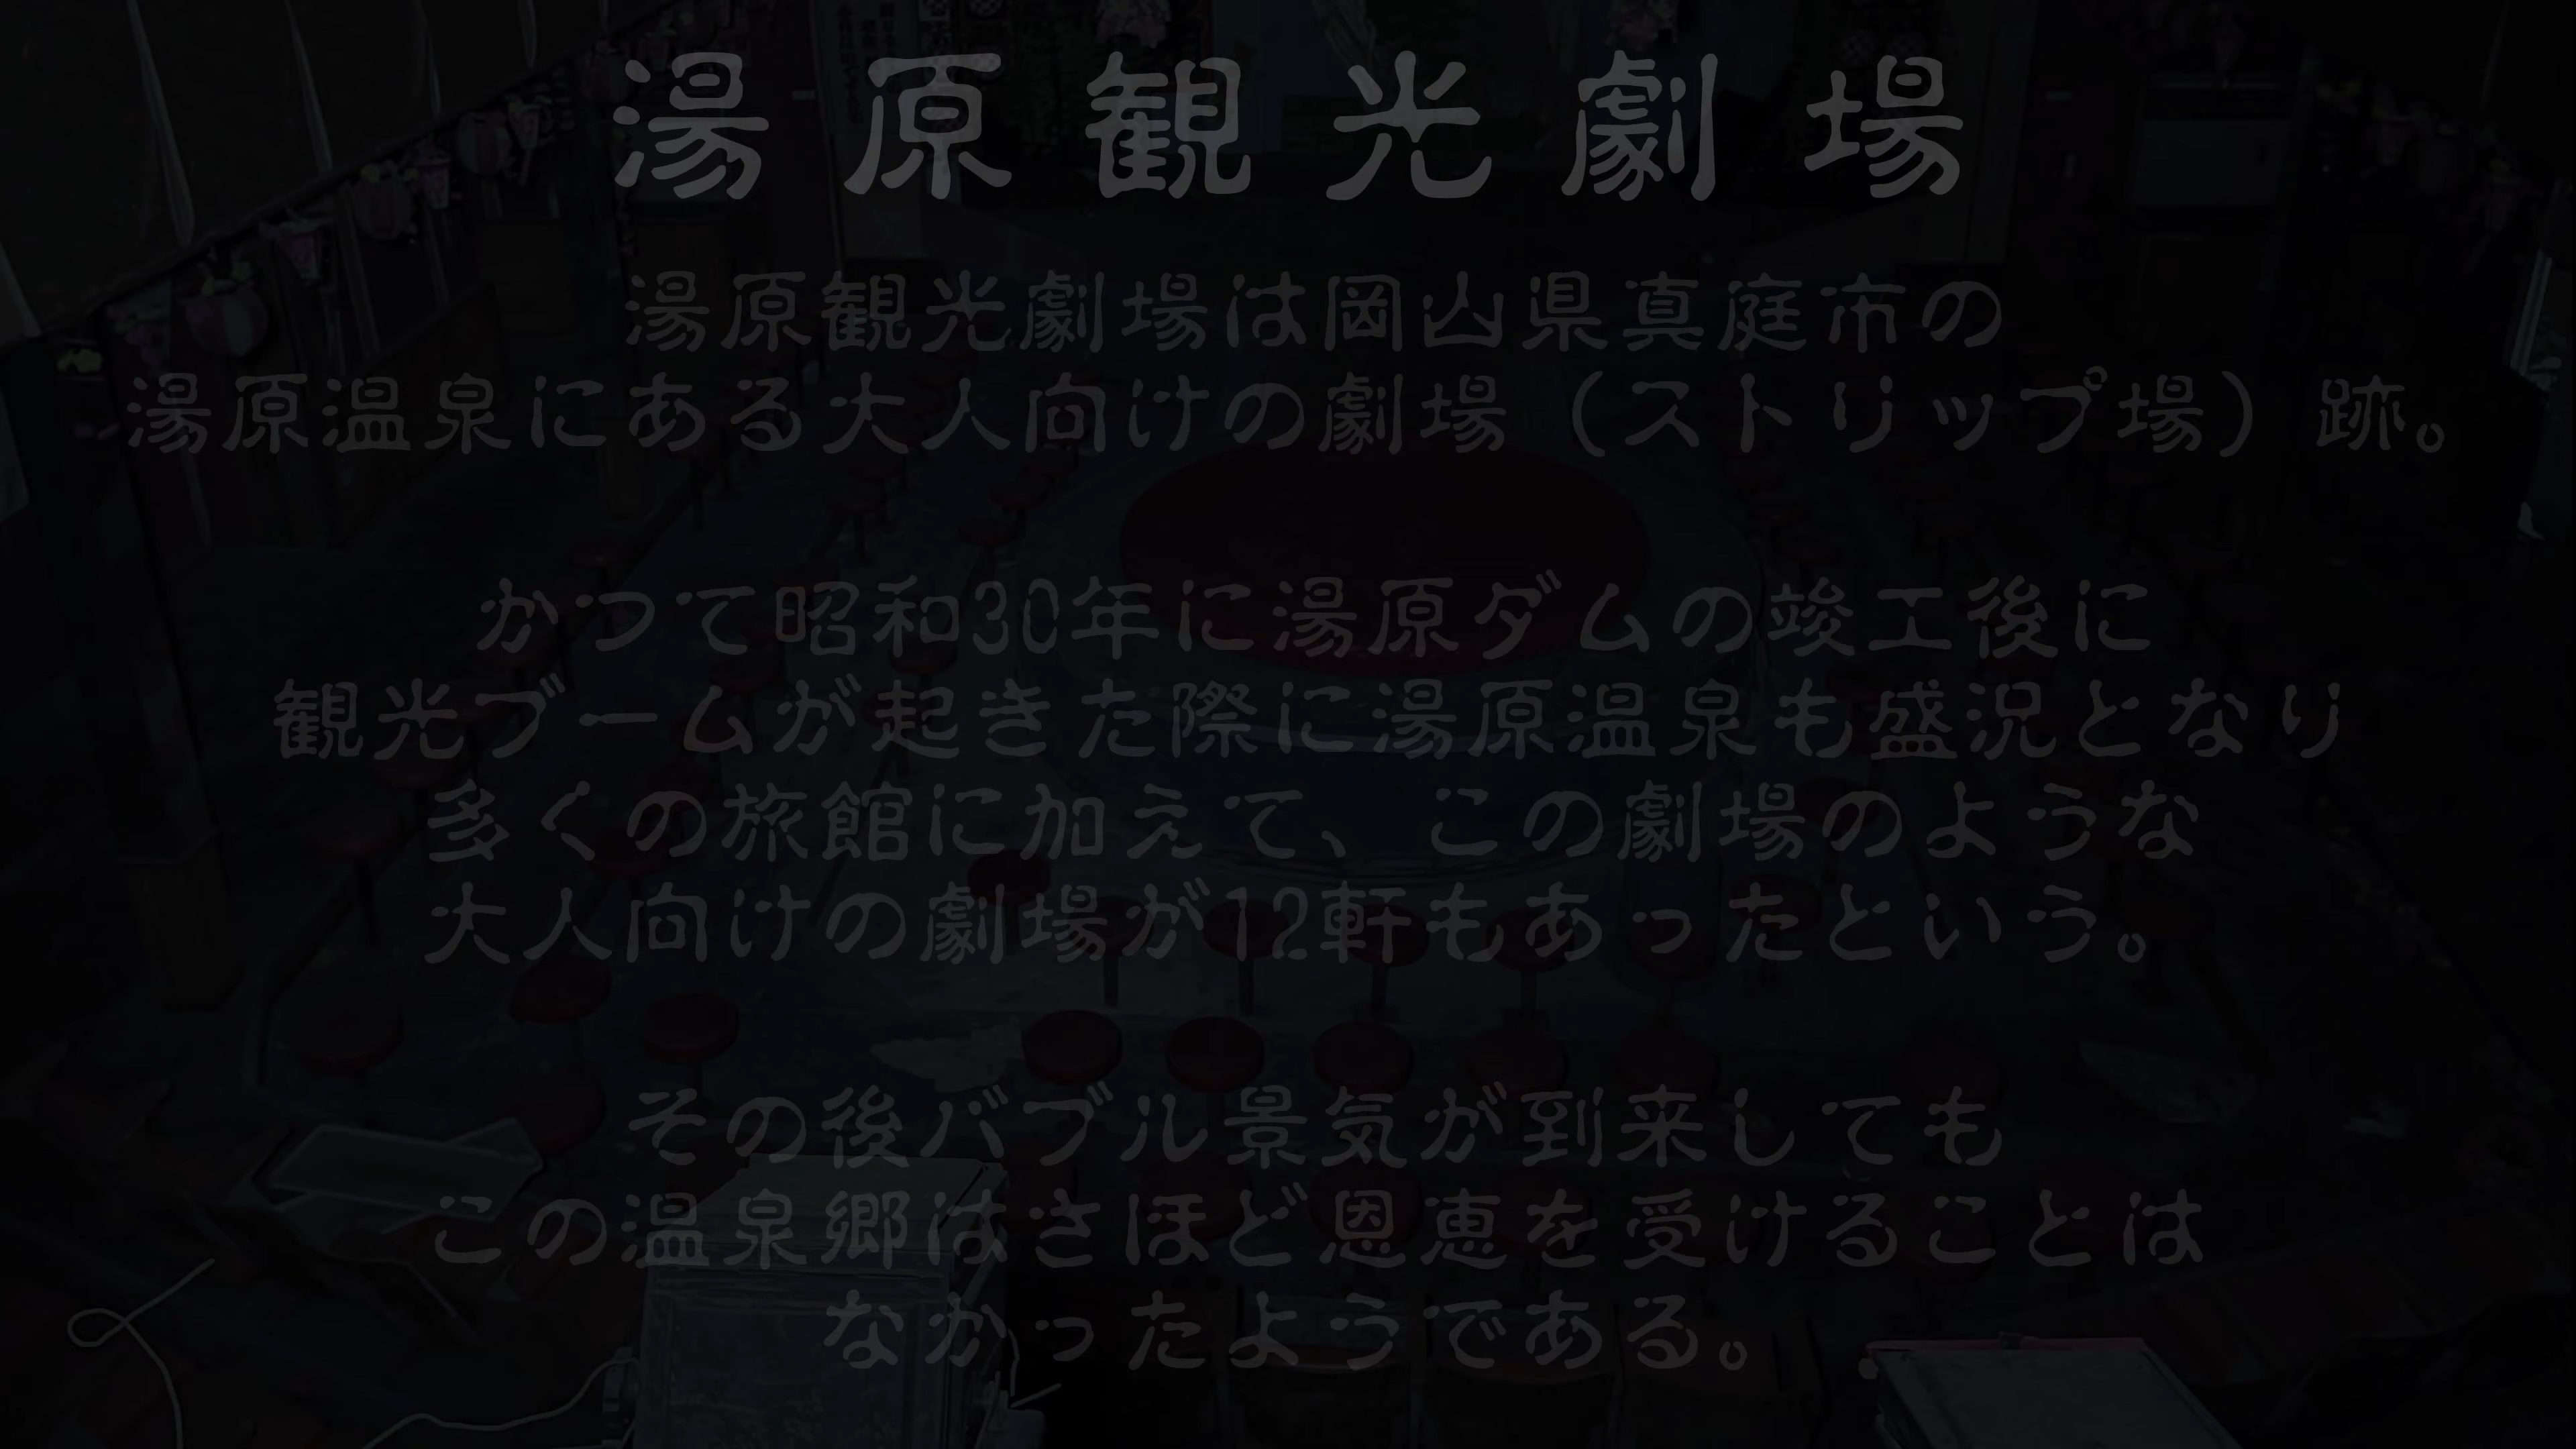 湯原観光劇場
湯原観光劇場は岡山県真庭市の
湯原温泉にある大人向けの劇場（ストリップ場）跡。
かつて昭和30年に湯原ダムの竣工後に
観光ブームが起きた際に湯原温泉も盛況となり
多くの旅館に加えて、この劇場のような
大人向けの劇場が12軒もあったという。
その後バブル景気が到来しても
この温泉郷はさほど恩恵を受けることは
なかったようである。